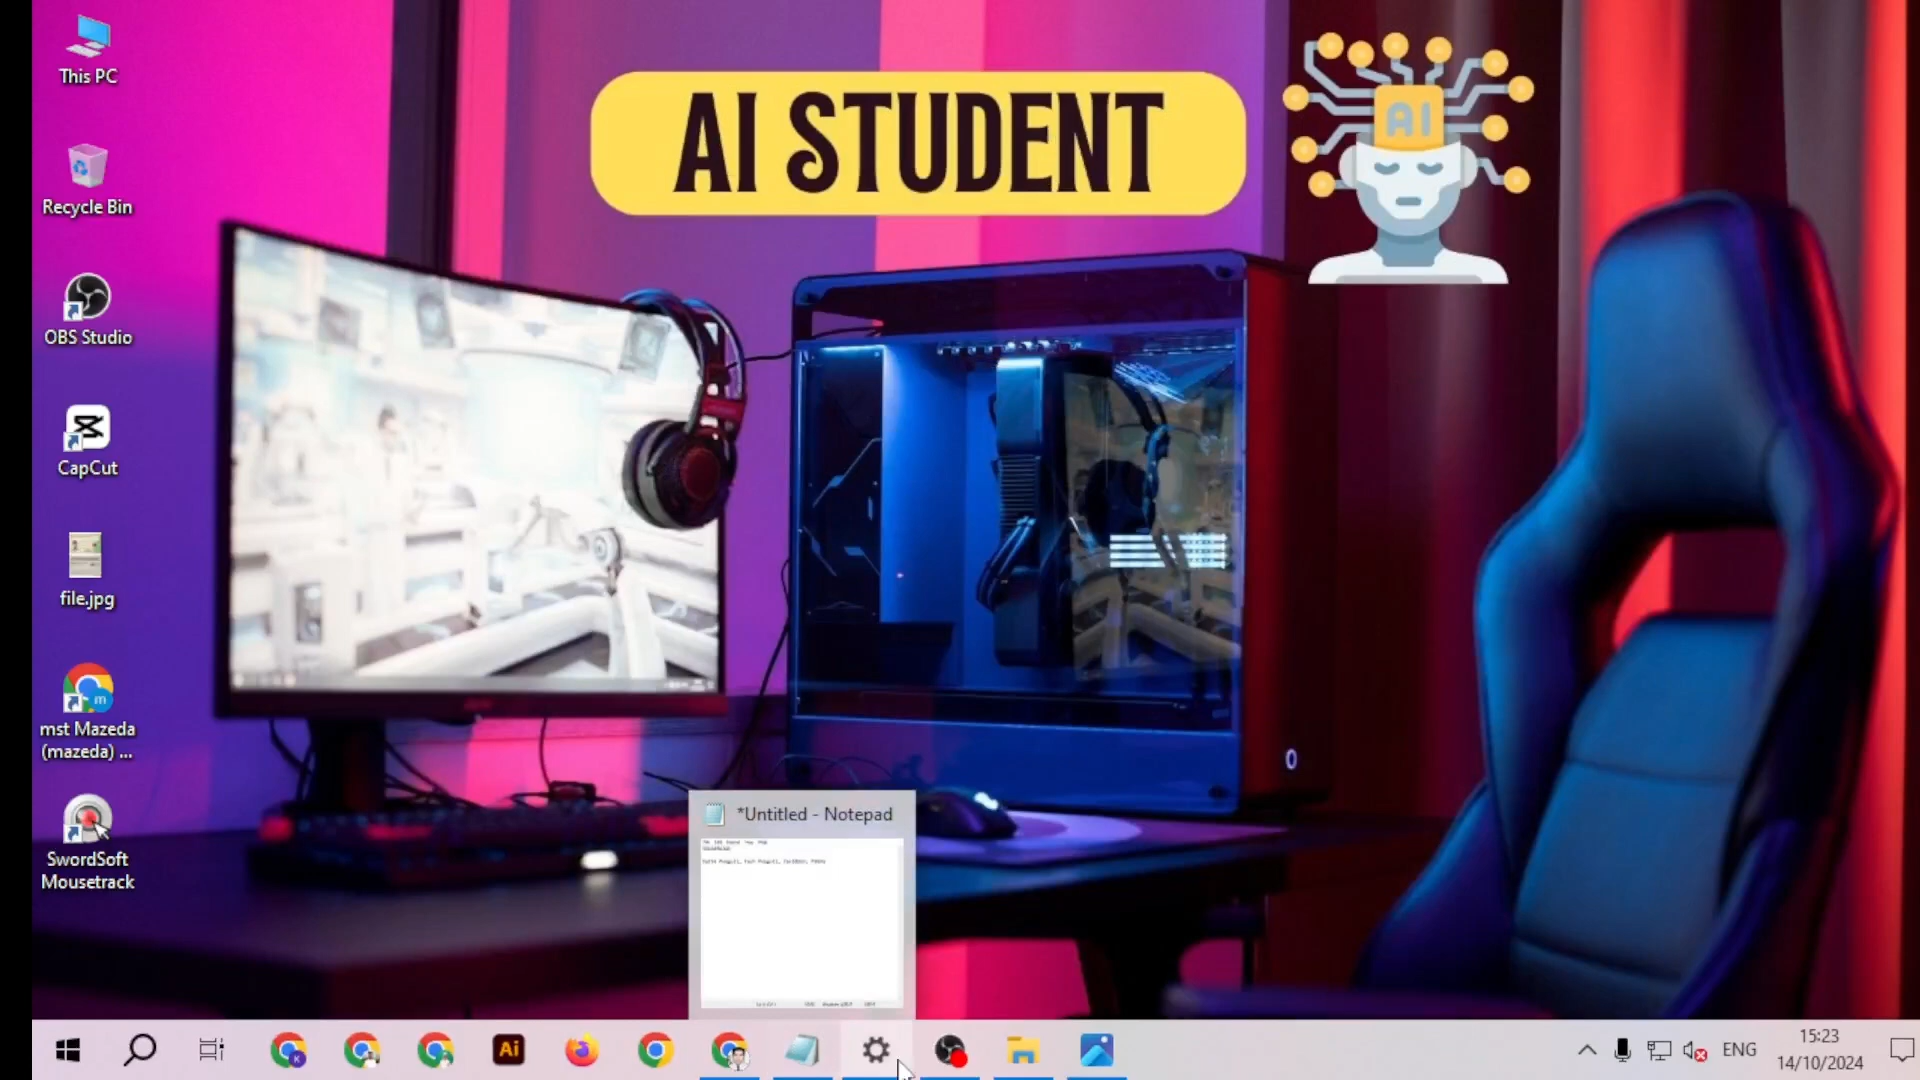 This PC
AI STUDENT
AI
Recycle Bin
OBS Studio
CapCut
file.jpg
mst Mazeda
(mazeda) ...
SwordSoft
Mousetrack
*Untitled - Notepad
K
Ai
ENG
15:23
14/10/2024